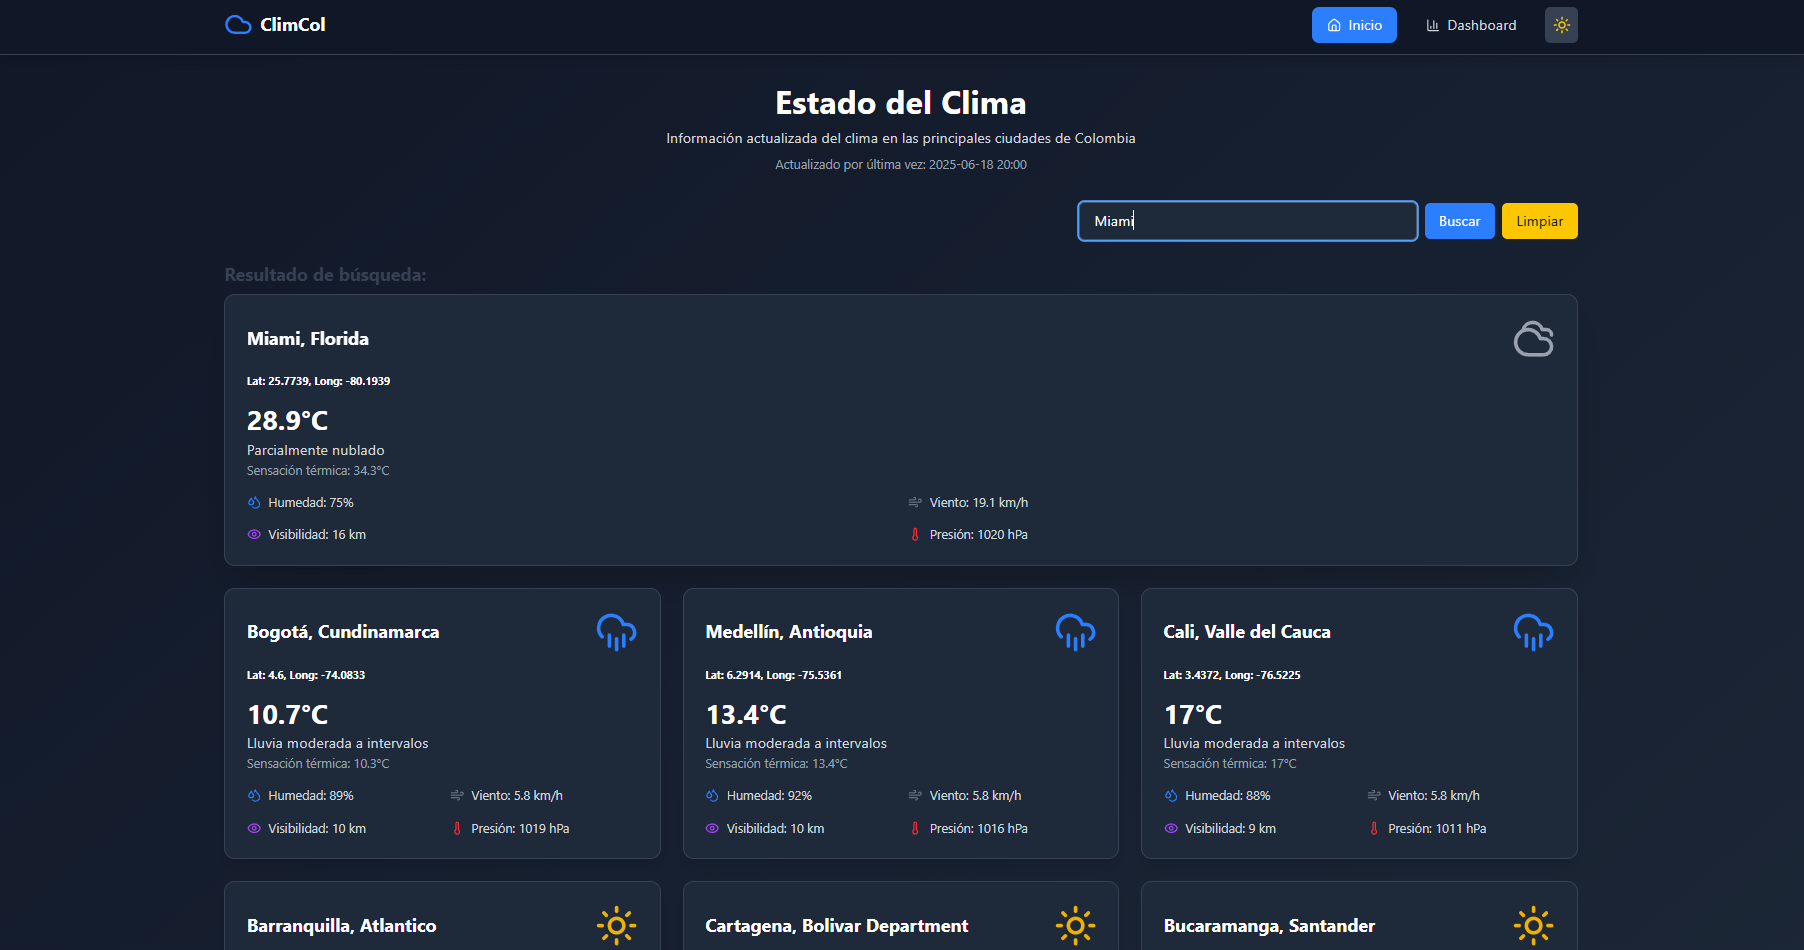 ClimCol
Inicio
Dashboard
Estado del Clima
Información actualizada del clima en las principales ciudades de Colombia
Actualizado por última vez: 2025-06-18 20:00
Miami
Buscar
Limpiar
Resultado de búsqueda:
Miami, Florida
Lat: 25.7739, Long: -80.1939
28.9°C
Parcialmente nublado
Sensación térmica: 34.3°C
Humedad: 75%
Viento: 19.1 km/h
Visibilidad: 16 km
Presión: 1020 hPa
Bogotá, Cundinamarca
Lat: 4.6, Long: -74.0833
10.7°C
Lluvia moderada a intervalos
Sensación térmica: 10.3°C
Humedad: 89%
Viento: 5.8 km/h
Visibilidad: 10 km
Presión: 1019 hPa
Medellín, Antioquia
Lat: 6.2914, Long: -75.5361
13.4°C
Lluvia moderada a intervalos
Sensación térmica: 13.4°C
Humedad: 92%
Viento: 5.8 km/h
Visibilidad: 10 km
Presión: 1016 hPa
Cali, Valle del Cauca
Lat: 3.4372, Long: -76.5225
17°C
Lluvia moderada a intervalos
Sensación térmica: 17°C
Humedad: 88%
Viento: 5.8 km/h
Visibilidad: 9 km
Presión: 1011 hPa
Barranquilla, Atlantico
Cartagena, Bolivar Department
Bucaramanga, Santander